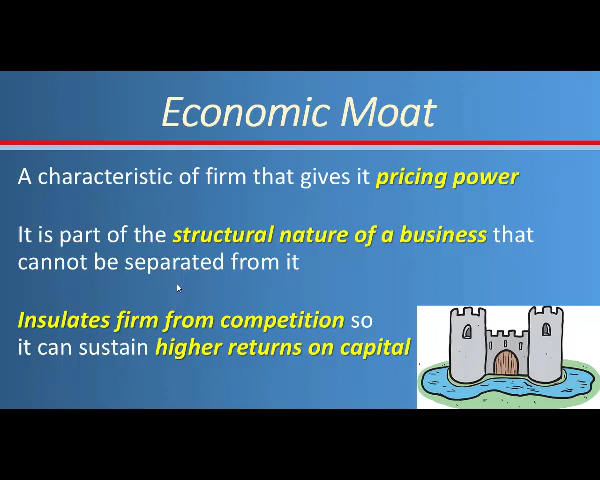 Economic Moat
A characteristic of firm that gives it pricing power
It is part of the structural nature of a business that
cannot be separated from it
Insulates firm from competition so
it can sustain higher returns on capital